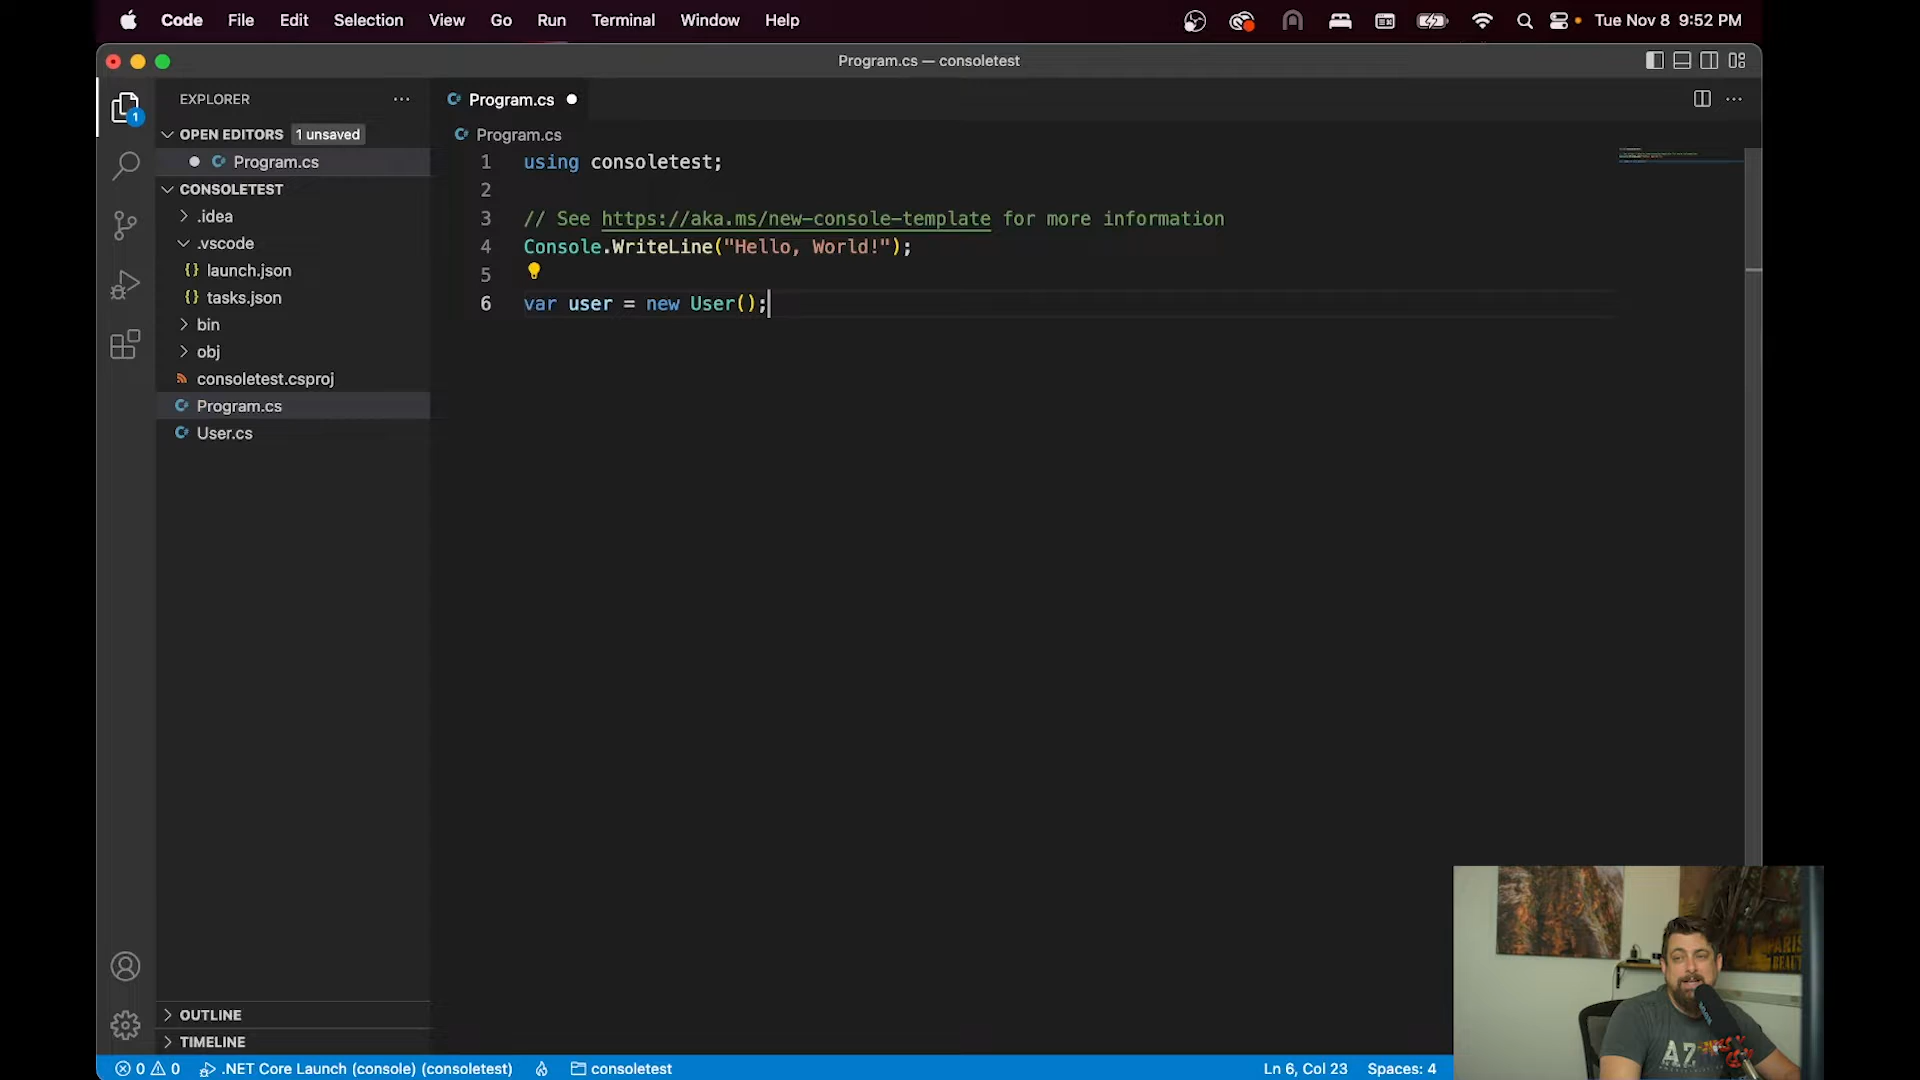 Code File Edit Selection View Go Run Terminal Window Help Tue Nov 8 9:52 PM
Program.cs — consoletest
EXPLORER
OPEN EDITORS 1 unsaved
Program.cs
CONSOLETEST
.idea
.vscode
launch.json
tasks.json
bin
obj
consoletest.csproj
Program.cs
User.cs
OUTLINE
TIMELINE
1
Program.cs
Program.cs
1 using consoletest;
2
3 // See https://aka.ms/new-console-template for more information
4 Console.WriteLine("Hello, World!");
5
6 var user = new User();
PARIS
BEAUT
AZ
0 0 .NET Core Launch (console) (consoletest) consoletest Ln 6, Col 23 Spaces: 4